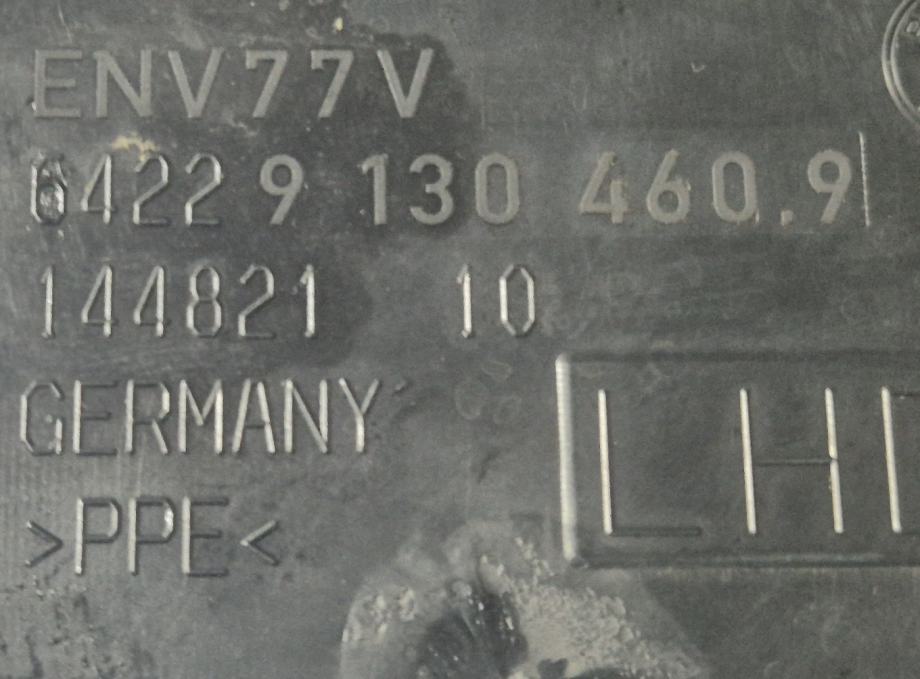 ENV77V
6422 9 130 460.9
144821 10
GERMANY
>PPE<
LH